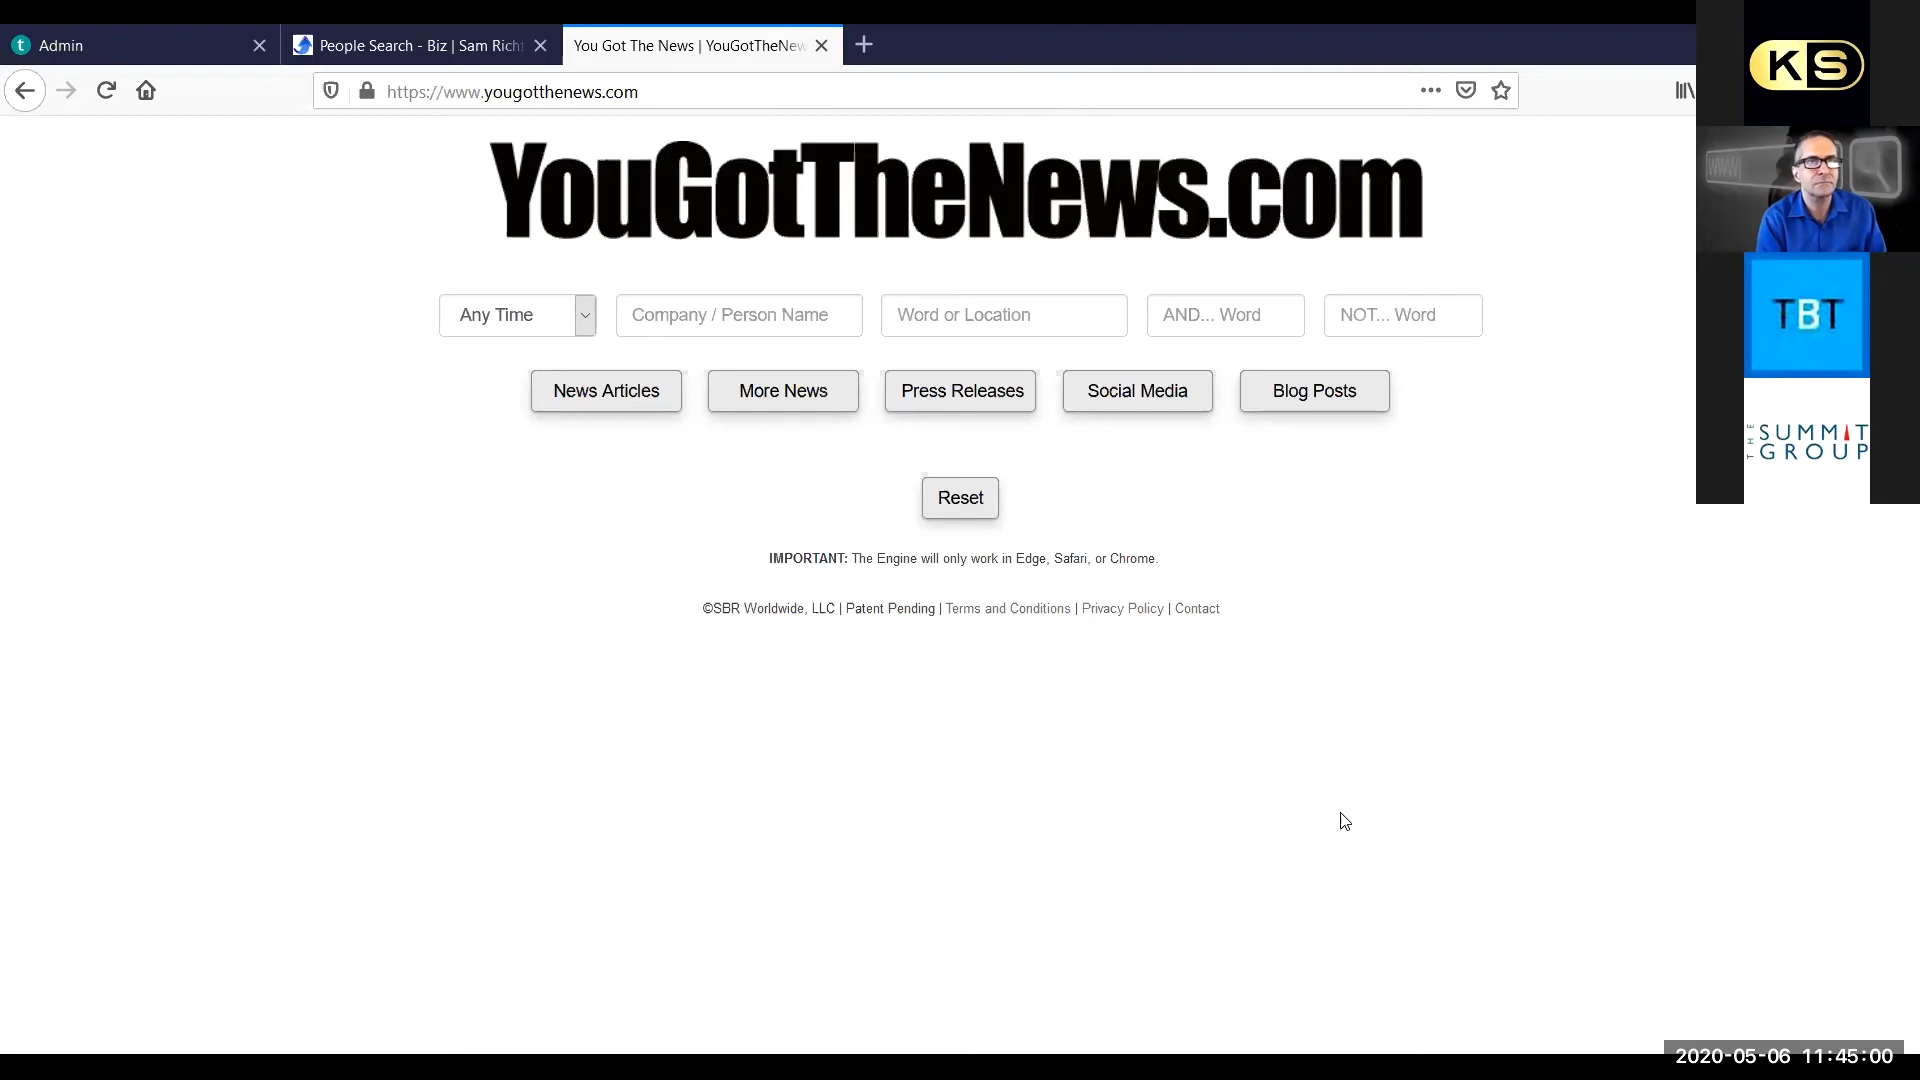 Admin
People Search - Biz | Sam Richt
You Got The News | YouGotTheNew
https://www.yougotthenews.com
KS
YouGotTheNews.com
WWW
Any Time
Company / Person Name
Word or Location
AND... Word
NOT... Word
TBT
News Articles
More News
Press Releases
Social Media
Blog Posts
THE SUMMIT
GROUP
Reset
IMPORTANT: The Engine will only work in Edge, Safari, or Chrome.
©SBR Worldwide, LLC | Patent Pending | Terms and Conditions | Privacy Policy | Contact
2020-05-06 11:45:00